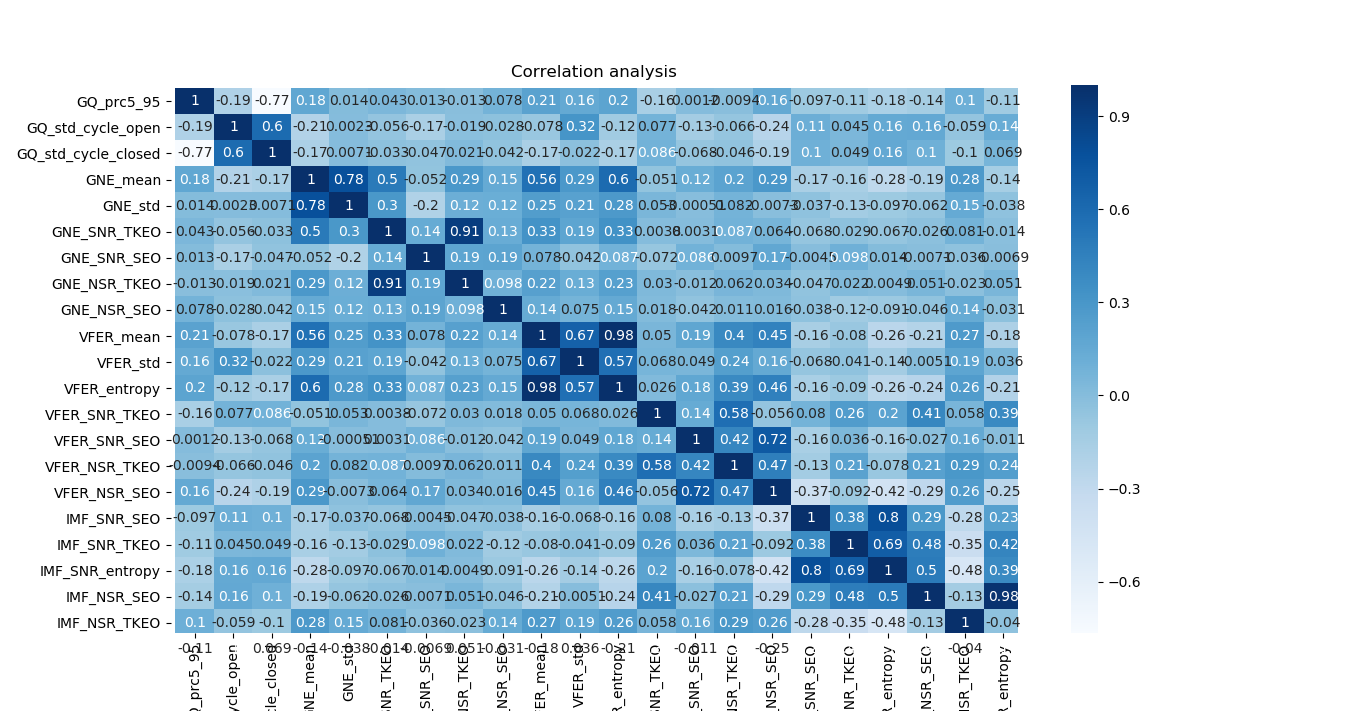 Correlation analysis
GQ_prc5_95 1 -0.19 -0.77 0.18 0.014 0.043 -0.013 -0.013 0.078 0.21 0.16 0.2 -0.16 0.0012 -0.0094 0.16 -0.097 -0.11 -0.18 -0.14 0.1 -0.11
GQ_std_cycle_open -0.19 1 0.6 -0.21 0.0023 -0.056 -0.17 -0.019 -0.028 -0.078 0.32 -0.12 0.077 -0.13 -0.066 -0.24 0.11 0.045 0.16 0.16 -0.059 0.14
GQ_std_cycle_closed -0.77 0.6 1 -0.17 0.0071 -0.033 -0.047 0.021 -0.042 -0.17 -0.022 -0.17 0.086 -0.068 -0.046 -0.19 0.1 0.049 0.16 0.1 -0.1 0.069
GNE_mean 0.18 -0.21 -0.17 1 0.78 0.5 -0.052 0.29 0.15 0.56 0.29 0.6 -0.051 0.12 0.2 0.29 -0.17 -0.16 -0.28 -0.19 0.28 -0.14
GNE_std 0.014 0.0023 0.0071 0.78 1 0.3 -0.2 0.12 0.12 0.25 0.21 0.28 0.053 -0.00051 0.082 0.0073 -0.037 -0.13 -0.097 -0.062 0.15 -0.038
GNE_SNR_TKEO 0.043 -0.056 -0.033 0.5 0.3 1 0.14 0.91 0.13 0.33 0.19 0.33 0.0038 0.0031 0.087 0.064 -0.068 -0.029 -0.067 -0.026 0.081 -0.014
GNE_SNR_SEO 0.013 -0.17 -0.047 -0.052 -0.2 0.14 1 0.19 0.19 0.078 -0.042 0.087 -0.072 0.086 0.0097 0.17 -0.0045 0.098 0.014 0.0071 0.036 0.0069
GNE_NSR_TKEO -0.013 -0.019 0.021 0.29 0.12 0.91 0.19 1 0.098 0.22 0.13 0.23 0.03 -0.012 0.062 0.034 -0.047 0.022 0.0049 0.051 -0.023 0.051
GNE_NSR_SEO 0.078 -0.028 -0.042 0.15 0.12 0.13 0.19 0.098 1 0.14 0.075 0.15 0.018 -0.042 0.011 0.016 -0.038 -0.12 -0.091 -0.046 0.14 -0.031
VFER_mean 0.21 -0.078 -0.17 0.56 0.25 0.33 0.078 0.22 0.14 1 0.67 0.98 0.05 0.19 0.4 0.45 -0.16 -0.08 -0.26 -0.21 0.27 -0.18
VFER_std 0.16 0.32 -0.022 0.29 0.21 0.19 -0.042 0.13 0.075 0.67 1 0.57 0.068 0.049 0.24 0.16 -0.068 -0.041 -0.14 -0.0051 0.19 0.036
VFER_entropy 0.2 -0.12 -0.17 0.6 0.28 0.33 0.087 0.23 0.15 0.98 0.57 1 0.026 0.18 0.39 0.46 -0.16 -0.09 -0.26 -0.24 0.26 -0.21
VFER_SNR_TKEO -0.16 0.077 0.086 -0.051 0.053 0.0038 -0.072 0.03 0.018 0.05 0.068 0.026 1 0.14 0.58 -0.056 0.08 0.26 0.2 0.41 0.058 0.39
VFER_SNR_SEO 0.0012 -0.13 -0.068 0.12 -0.00051 0.0031 0.086 -0.012 -0.042 0.19 0.049 0.18 0.14 1 0.42 0.72 -0.16 0.036 -0.16 -0.027 0.16 -0.011
VFER_NSR_TKEO -0.0094 -0.066 -0.046 0.2 0.082 0.087 0.0097 0.062 0.011 0.4 0.24 0.39 0.58 0.42 1 0.47 -0.13 0.21 -0.078 0.21 0.29 0.24
VFER_NSR_SEO 0.16 -0.24 -0.19 0.29 0.0073 0.064 0.17 0.034 0.016 0.45 0.16 0.46 -0.056 0.72 0.47 1 -0.37 -0.092 -0.42 -0.29 0.26 -0.25
IMF_SNR_SEO -0.097 0.11 0.1 -0.17 -0.037 -0.068 -0.0045 -0.047 -0.038 -0.16 -0.068 -0.16 0.08 -0.16 -0.13 -0.37 1 0.38 0.8 0.29 -0.28 0.23
IMF_SNR_TKEO -0.11 0.045 0.049 -0.16 -0.13 -0.029 0.098 0.022 -0.12 -0.08 -0.041 -0.09 0.26 0.036 0.21 -0.092 0.38 1 0.69 0.48 -0.35 0.42
IMF_SNR_entropy -0.18 0.16 0.16 -0.28 -0.097 -0.067 0.014 0.0049 -0.091 -0.26 -0.14 -0.26 0.2 -0.16 -0.078 -0.42 0.8 0.69 1 0.5 -0.48 0.39
IMF_NSR_SEO -0.14 0.16 0.1 -0.19 -0.062 -0.026 0.0071 0.051 -0.046 -0.21 -0.0051 -0.24 0.41 -0.027 0.21 -0.29 0.29 0.48 0.5 1 -0.13 0.98
IMF_NSR_TKEO 0.1 -0.059 -0.1 0.28 0.15 0.081 -0.036 -0.023 0.14 0.27 0.19 0.26 0.058 0.16 0.29 0.26 -0.28 -0.35 -0.48 -0.13 1 -0.04
-0.11 0.069 -0.14 -0.038 -0.014 0.0069 0.051 -0.031 -0.18 0.036 -0.21 -0.011 -0.25 -0.04
GNE_std
VFER_std
0.9
0.6
0.3
0.0
−0.3
−0.6